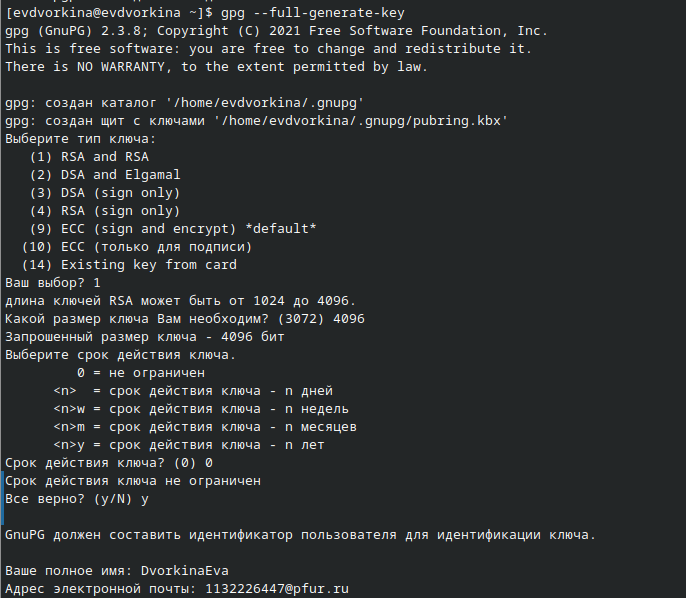 [evdvorkina@evdvorkina ~]$ gpg --full-generate-key
gpg (GnuPG) 2.3.8; Copyright (C) 2021 Free Software Foundation, Inc.
This is free software: you are free to change and redistribute it.
There is NO WARRANTY, to the extent permitted by law.

gpg: создан каталог '/home/evdvorkina/.gnupg'
gpg: создан щит с ключами '/home/evdvorkina/.gnupg/pubring.kbx'
Выберите тип ключа:
   (1) RSA and RSA
   (2) DSA and Elgamal
   (3) DSA (sign only)
   (4) RSA (sign only)
   (9) ECC (sign and encrypt) *default*
  (10) ECC (только для подписи)
  (14) Existing key from card
Ваш выбор? 1
длина ключей RSA может быть от 1024 до 4096.
Какой размер ключа Вам необходим? (3072) 4096
Запрошенный размер ключа - 4096 бит
Выберите срок действия ключа.
         0 = не ограничен
      <n>  = срок действия ключа - n дней
      <n>w = срок действия ключа - n недель
      <n>m = срок действия ключа - n месяцев
      <n>y = срок действия ключа - n лет
Срок действия ключа? (0) 0
Срок действия ключа не ограничен
Все верно? (y/N) y

GnuPG должен составить идентификатор пользователя для идентификации ключа.

Ваше полное имя: DvorkinaEva
Адрес электронной почты: 1132226447@pfur.ru